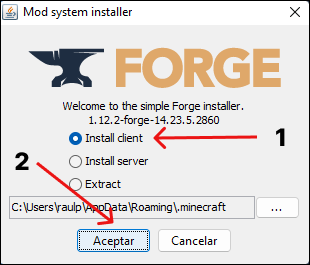 Mod system installer
FORGE
Welcome to the simple Forge installer.
1.12.2-forge-14.23.5.2860
Install client
1
2
Install server
Extract
C:\Users\raulp\AppData\Roaming\.minecraft
...
Aceptar
Cancelar